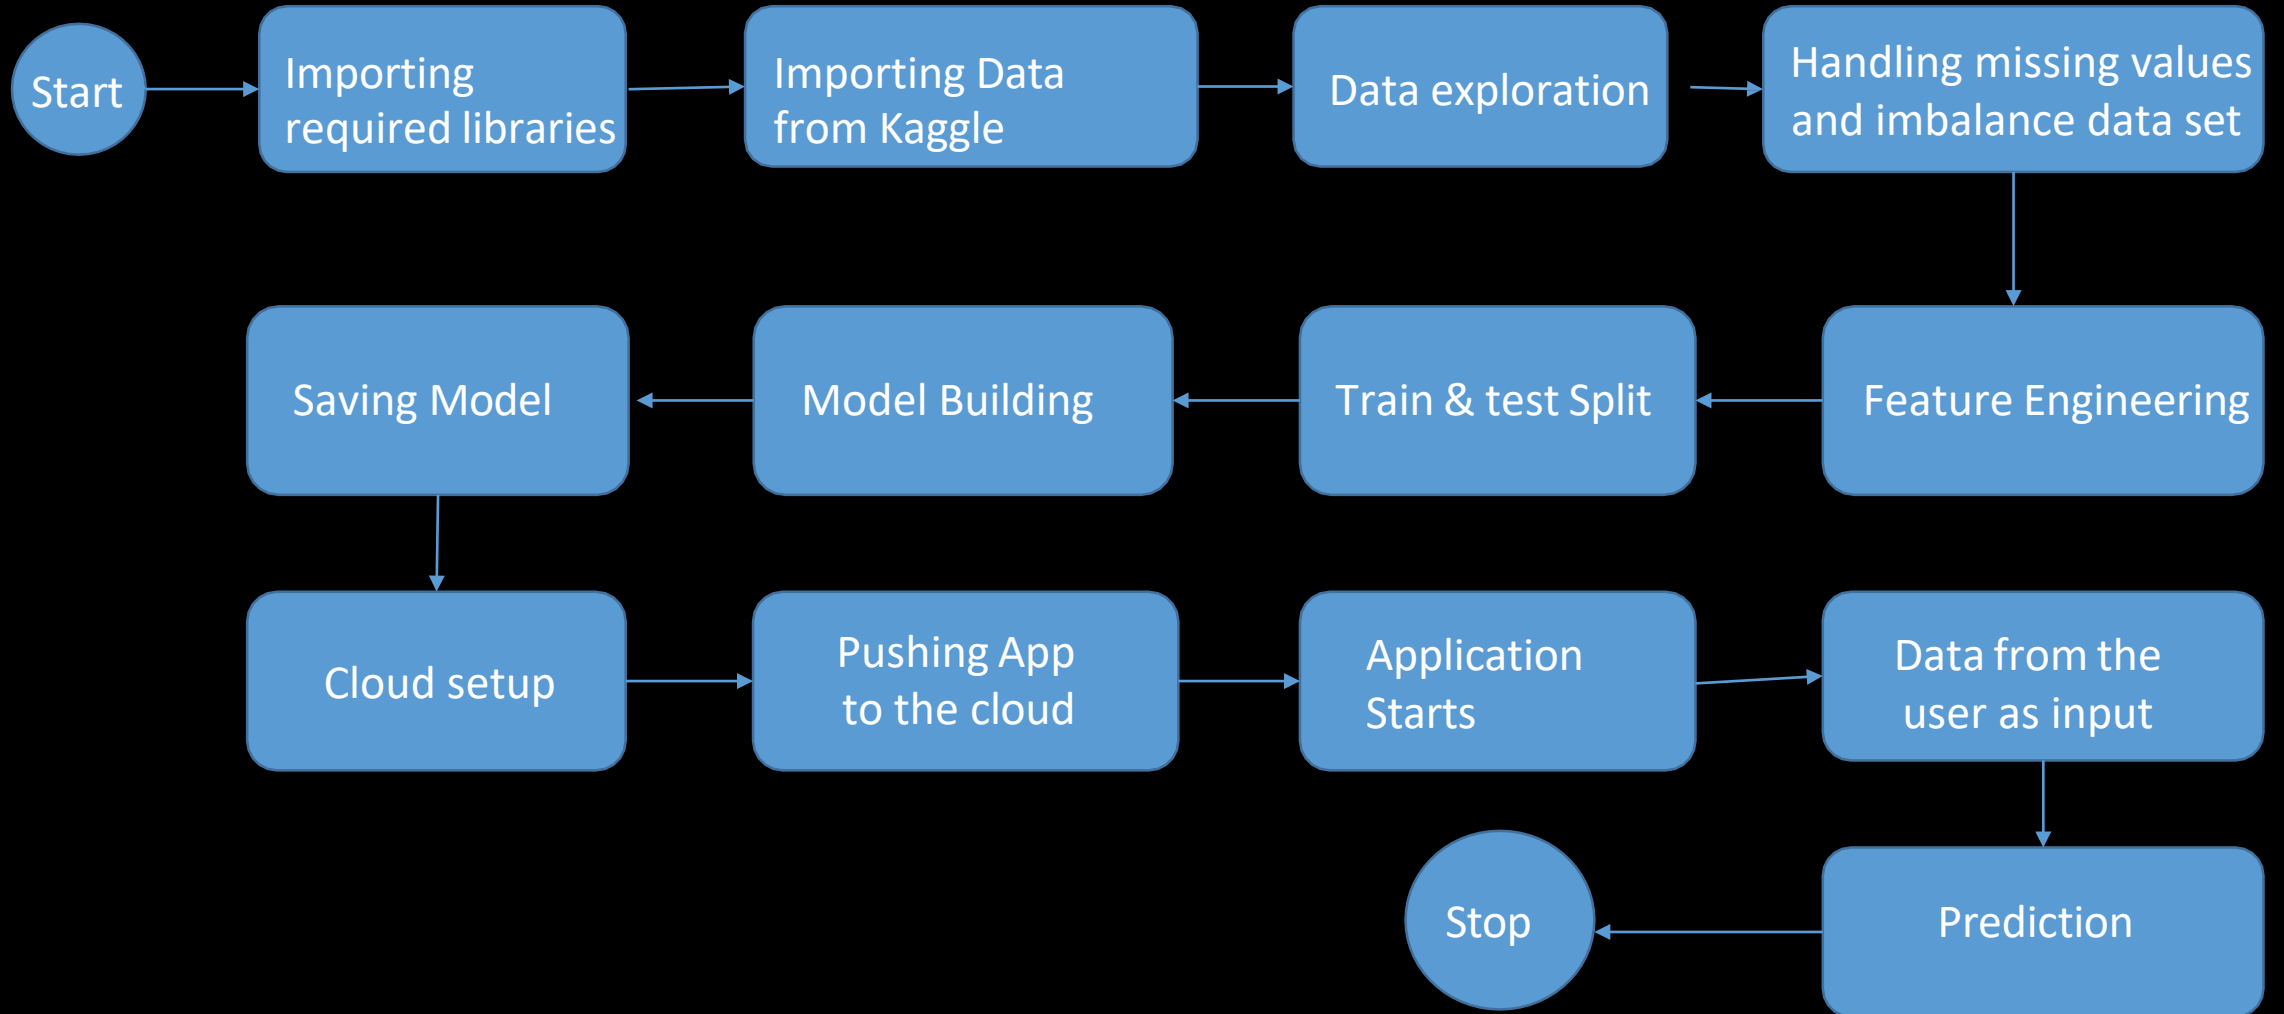 Start
Importing
required libraries
Importing Data
from Kaggle
Data exploration
Handling missing values
and imbalance data set
Feature Engineering
Train & test Split
Model Building
Saving Model
Cloud setup
Pushing App
to the cloud
Application
Starts
Data from the
user as input
Prediction
Stop